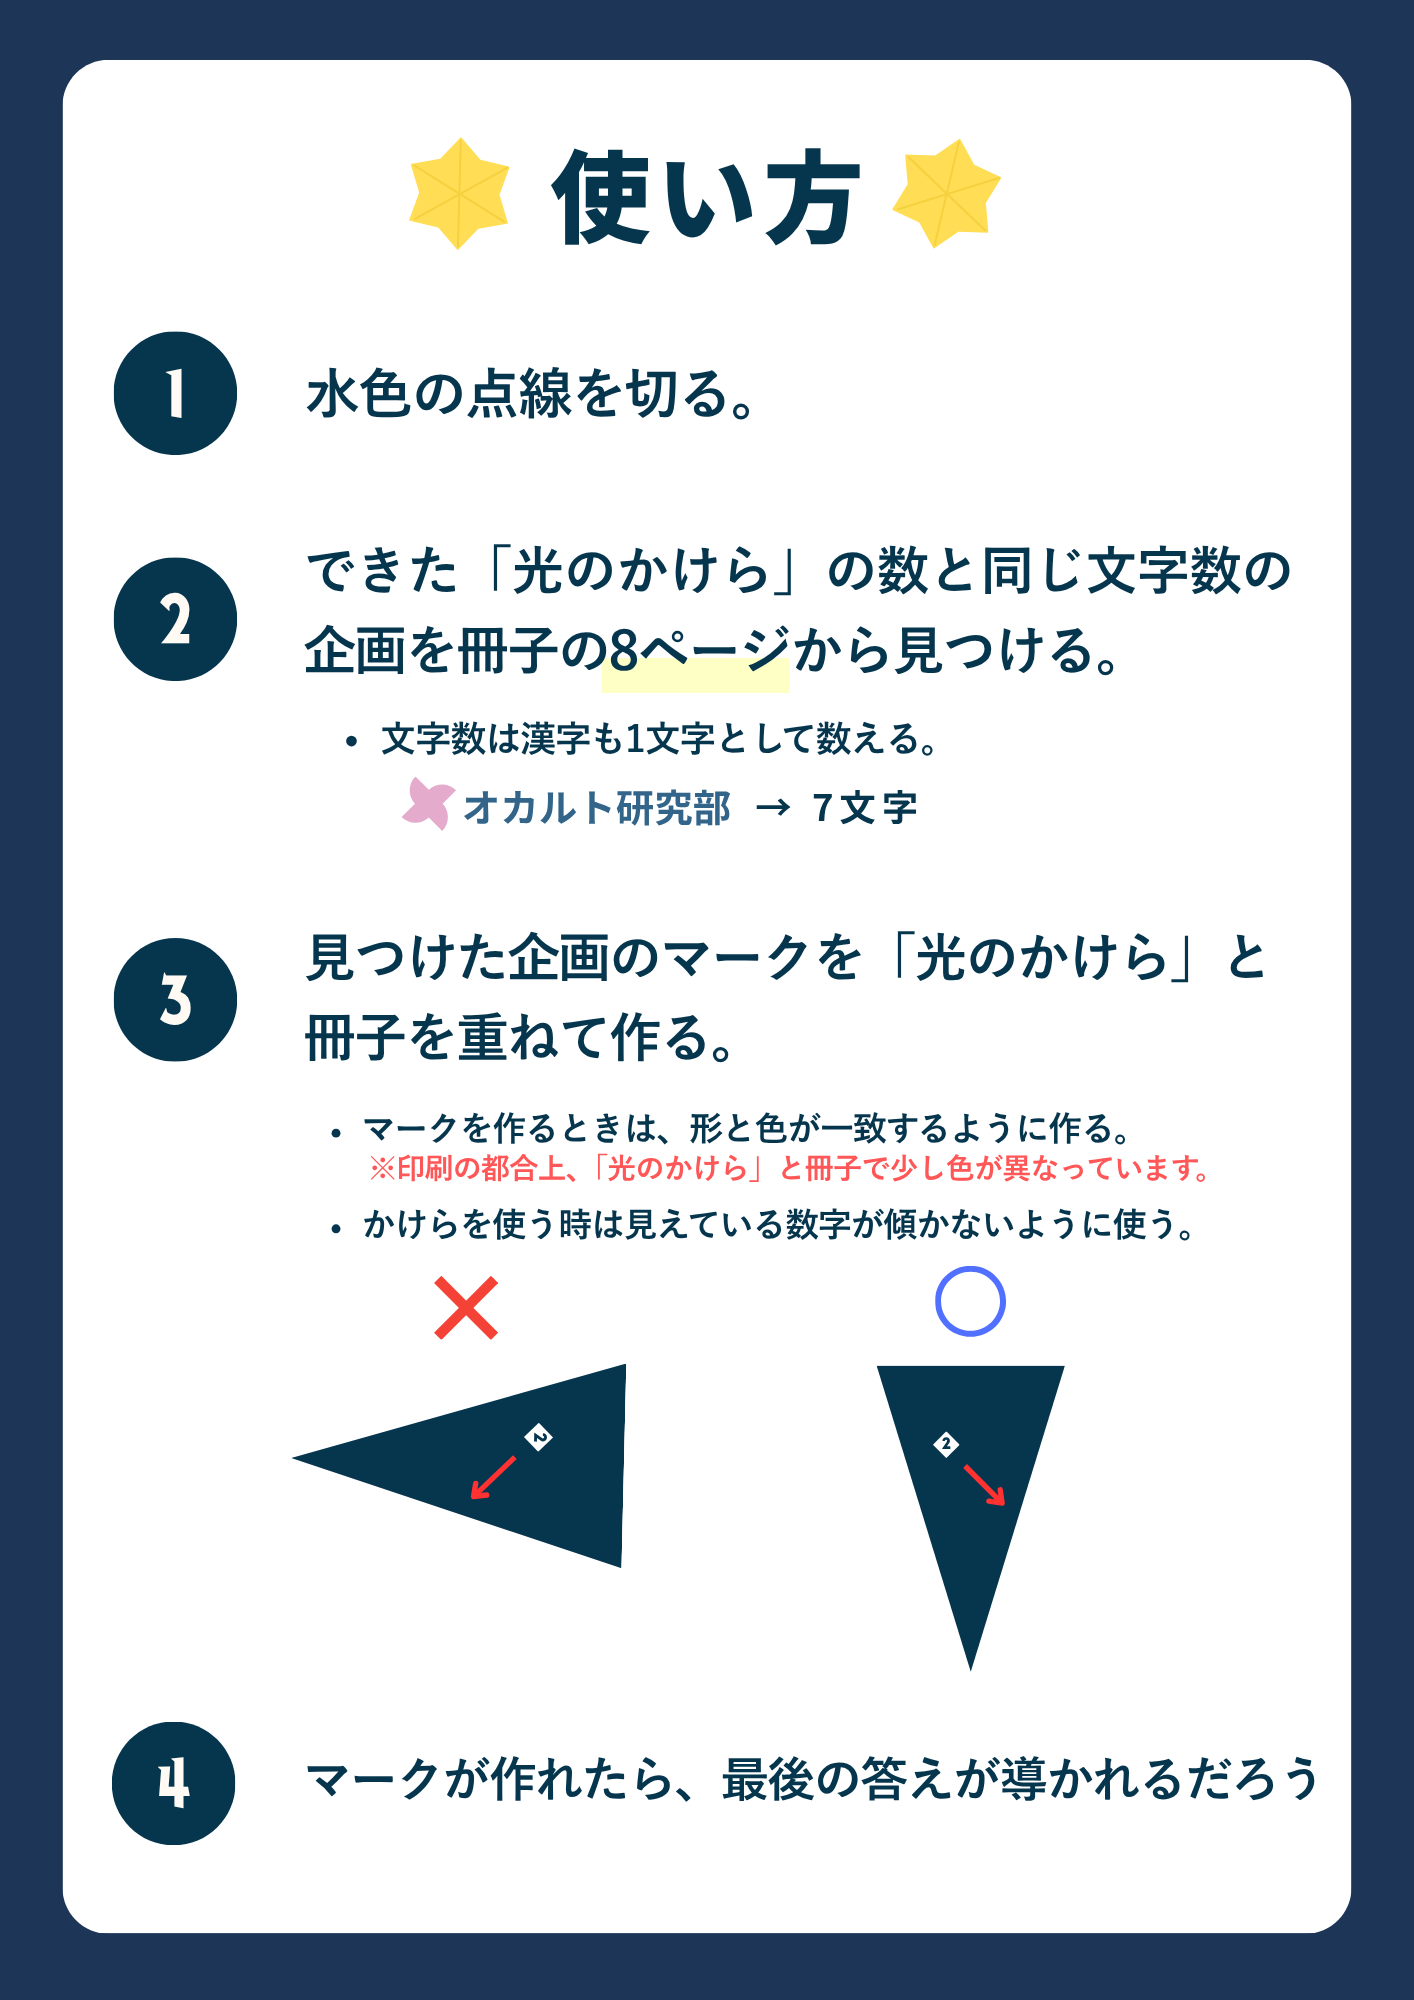 使い方
1
水色の点線を切る。
2
できた「光のかけら」の数と同じ文字数の
企画を冊子の8ページから見つける。
• 文字数は漢字も1文字として数える。
オカルト研究部 → 7文字
3
見つけた企画のマークを「光のかけら」と
冊子を重ねて作る。
• マークを作るときは、形と色が一致するように作る。
※印刷の都合上、「光のかけら」と冊子で少し色が異なっています。
• かけらを使う時は見えている数字が傾かないように使う。
2
2
4
マークが作れたら、最後の答えが導かれるだろう